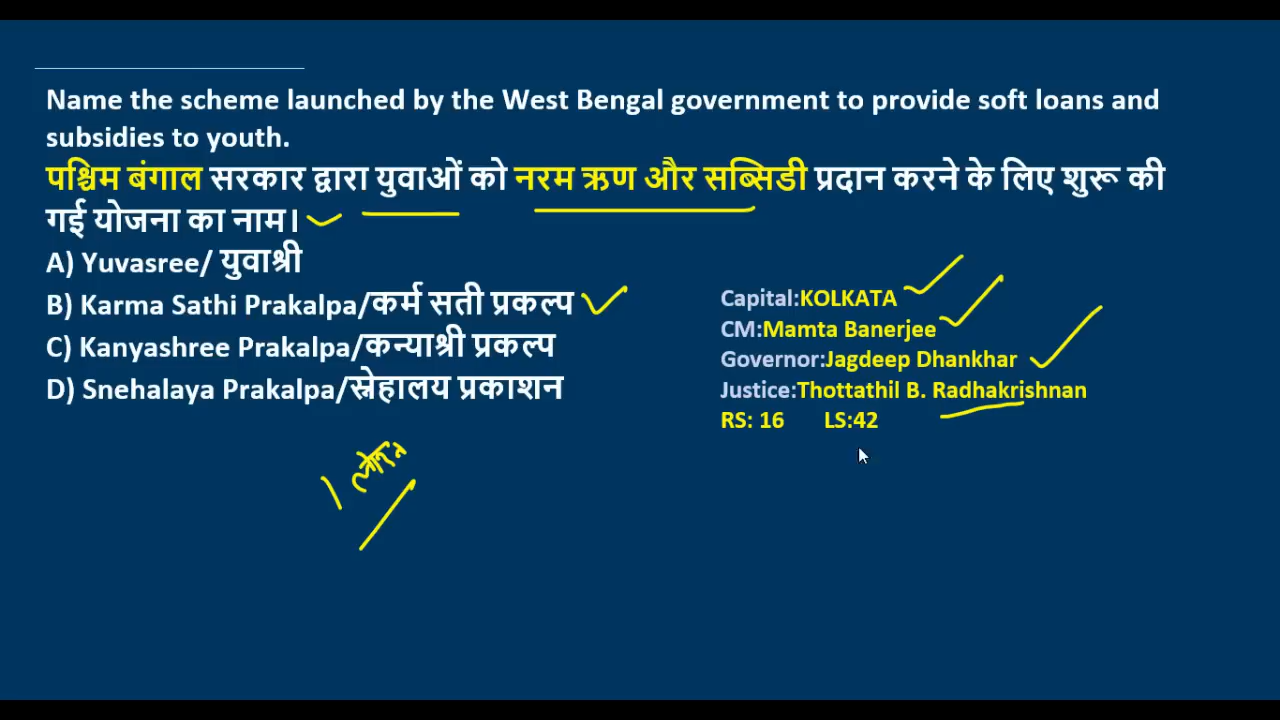 Name the scheme launched by the West Bengal government to provide soft loans and
subsidies to youth.
पश्चिम बंगाल सरकार द्वारा युवाओं को नरम ऋण और सब्सिडी प्रदान करने के लिए शुरू की
गई योजना का नाम।
A) Yuvasree/ युवाश्री
B) Karma Sathi Prakalpa/कर्म सती प्रकल्प
C) Kanyashree Prakalpa/कन्याश्री प्रकल्प
D) Snehalaya Prakalpa/स्नेहालय प्रकाशन
Capital:KOLKATA
CM:Mamta Banerjee
Governor:Jagdeep Dhankhar
Justice:Thottathil B. Radhakrishnan
RS: 16 LS:42